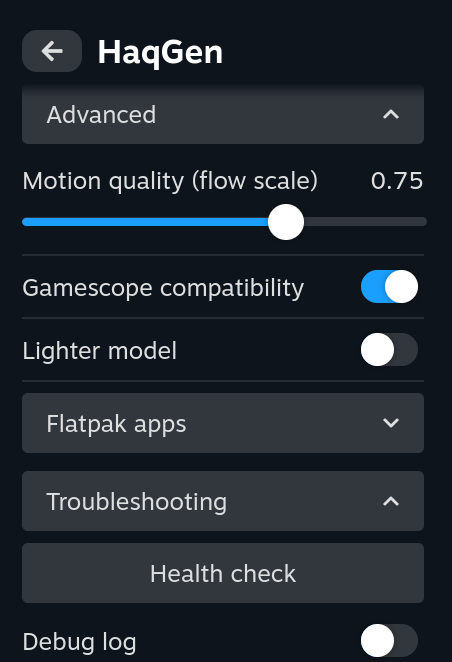 HaqGen
Advanced
Motion quality (flow scale) 0.75
Gamescope compatibility
Lighter model
Flatpak apps
Troubleshooting
Health check
Debug log